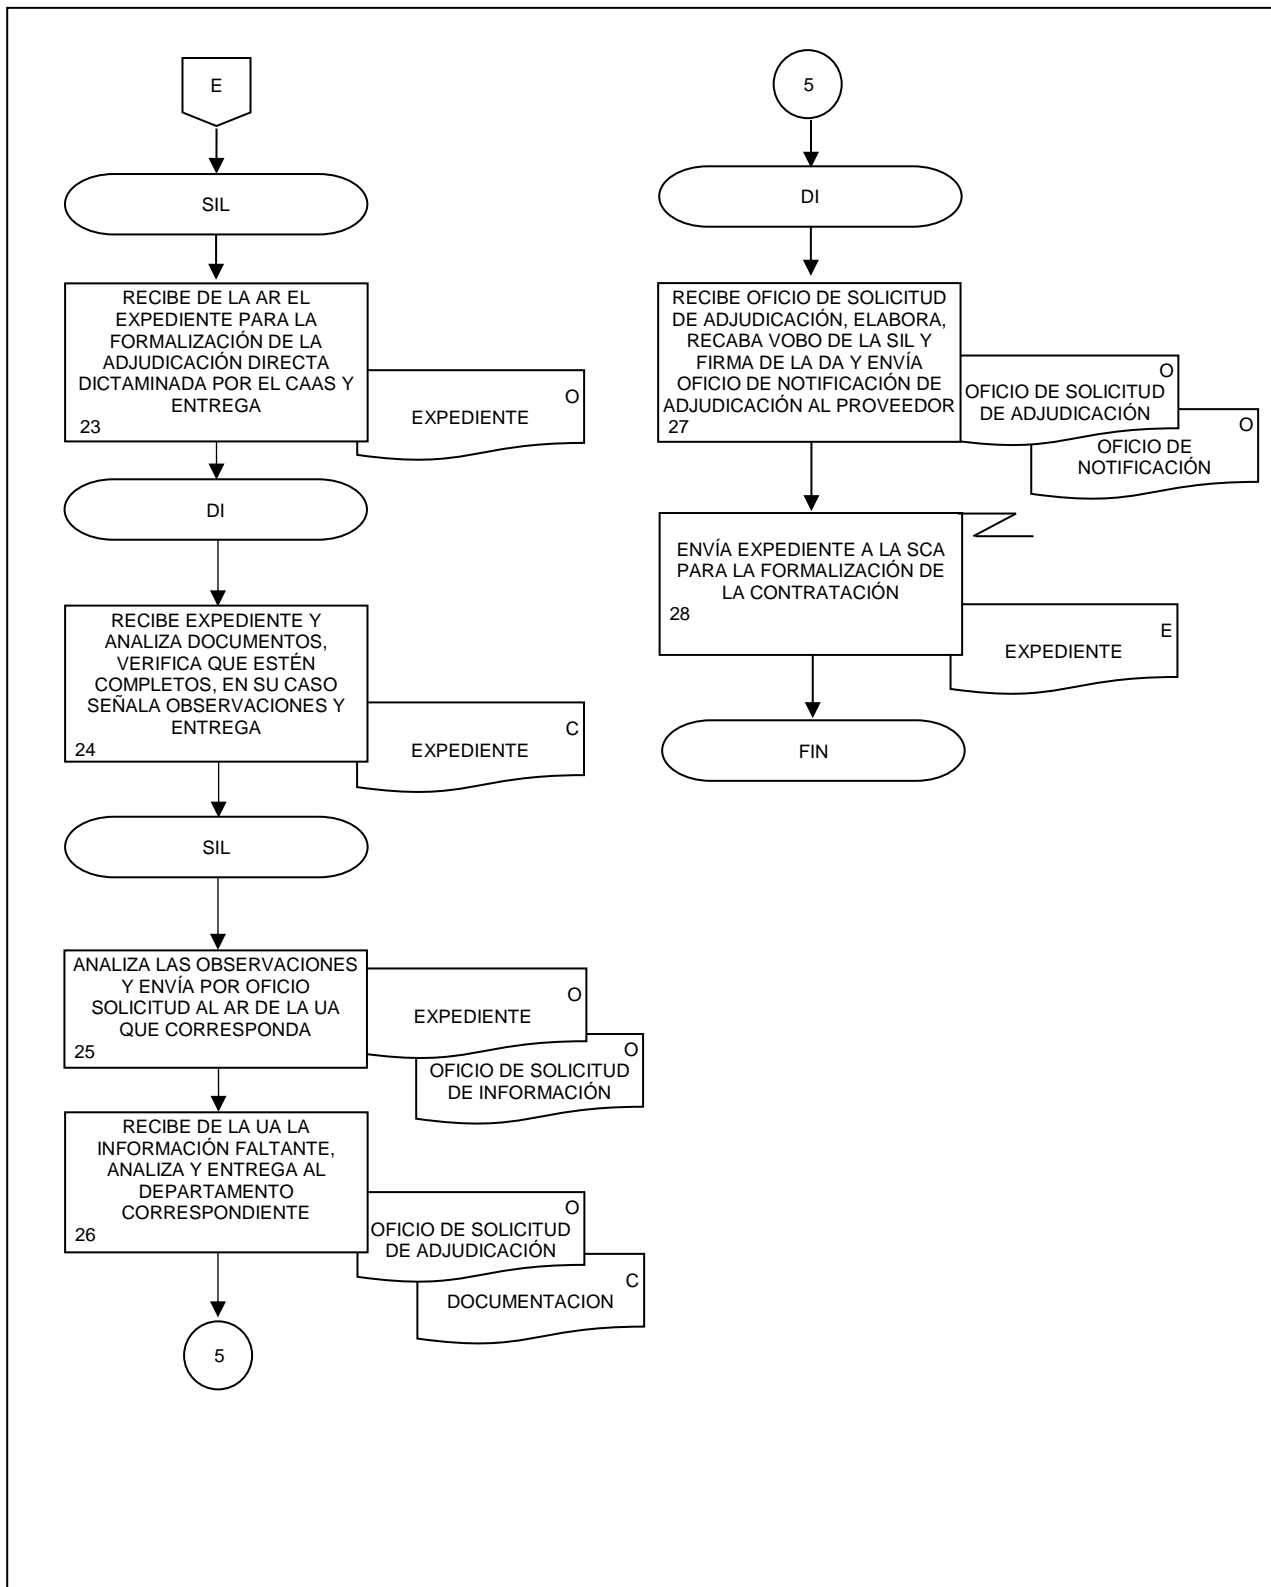 E
SIL
RECIBE DE LA AR EL
EXPEDIENTE PARA LA
FORMALIZACIÓN DE LA
ADJUDICACIÓN DIRECTA
DICTAMINADA POR EL CAAS Y
ENTREGA
23
O
EXPEDIENTE
DI
RECIBE EXPEDIENTE Y
ANALIZA DOCUMENTOS,
VERIFICA QUE ESTÉN
COMPLETOS, EN SU CASO
SEÑALA OBSERVACIONES Y
ENTREGA
24
C
EXPEDIENTE
SIL
ANALIZA LAS OBSERVACIONES
Y ENVÍA POR OFICIO
SOLICITUD AL AR DE LA UA
QUE CORRESPONDA
25
O
EXPEDIENTE
O
OFICIO DE SOLICITUD
DE INFORMACIÓN
RECIBE DE LA UA LA
INFORMACIÓN FALTANTE,
ANALIZA Y ENTREGA AL
DEPARTAMENTO
CORRESPONDIENTE
26
O
OFICIO DE SOLICITUD
DE ADJUDICACIÓN
C
DOCUMENTACION
5
5
DI
RECIBE OFICIO DE SOLICITUD
DE ADJUDICACIÓN, ELABORA,
RECABA VOBO DE LA SIL Y
FIRMA DE LA DA Y ENVÍA
OFICIO DE NOTIFICACIÓN DE
ADJUDICACIÓN AL PROVEEDOR
27
O
OFICIO DE SOLICITUD
DE ADJUDICACIÓN
O
OFICIO DE
NOTIFICACIÓN
ENVÍA EXPEDIENTE A LA SCA
PARA LA FORMALIZACIÓN DE
LA CONTRATACIÓN
28
E
EXPEDIENTE
FIN